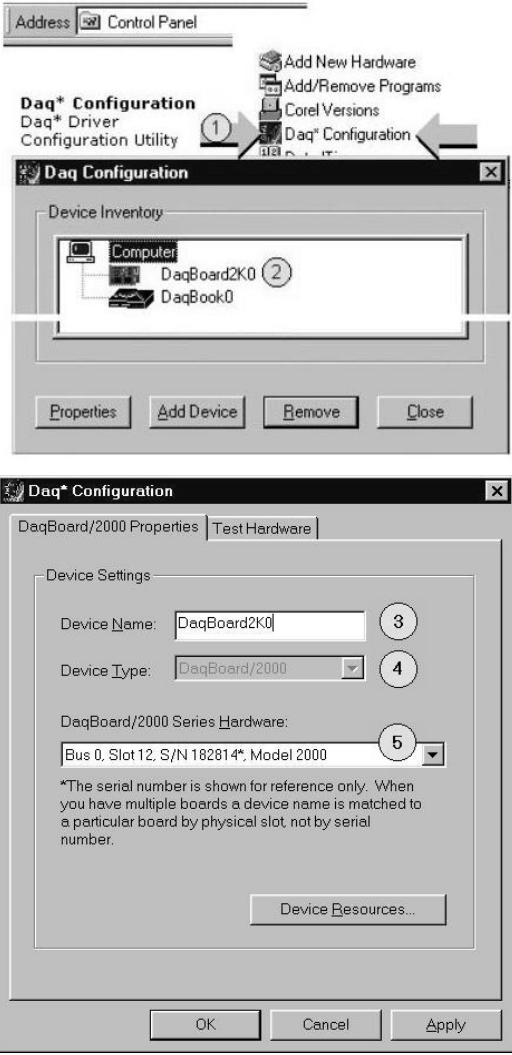 Address Control Panel
Add New Hardware
Add/Remove Programs
Corel Versions
Daq* Configuration
Daq* Configuration
Daq* Driver
Configuration Utility
1
Daq Configuration
Device Inventory
Computer
DaqBoard2K0 2
DaqBook0
Properties Add Device Remove Close
Daq* Configuration
DaqBoard/2000 Properties Test Hardware
Device Settings
Device Name: DaqBoard2K0 3
Device Type: DaqBoard/2000 4
DaqBoard/2000 Series Hardware:
5
Bus 0, Slot 12, S/N 182814*, Model 2000
*The serial number is shown for reference only. When
you have multiple boards a device name is matched to
a particular board by physical slot, not by serial
number.
Device Resources...
OK Cancel Apply